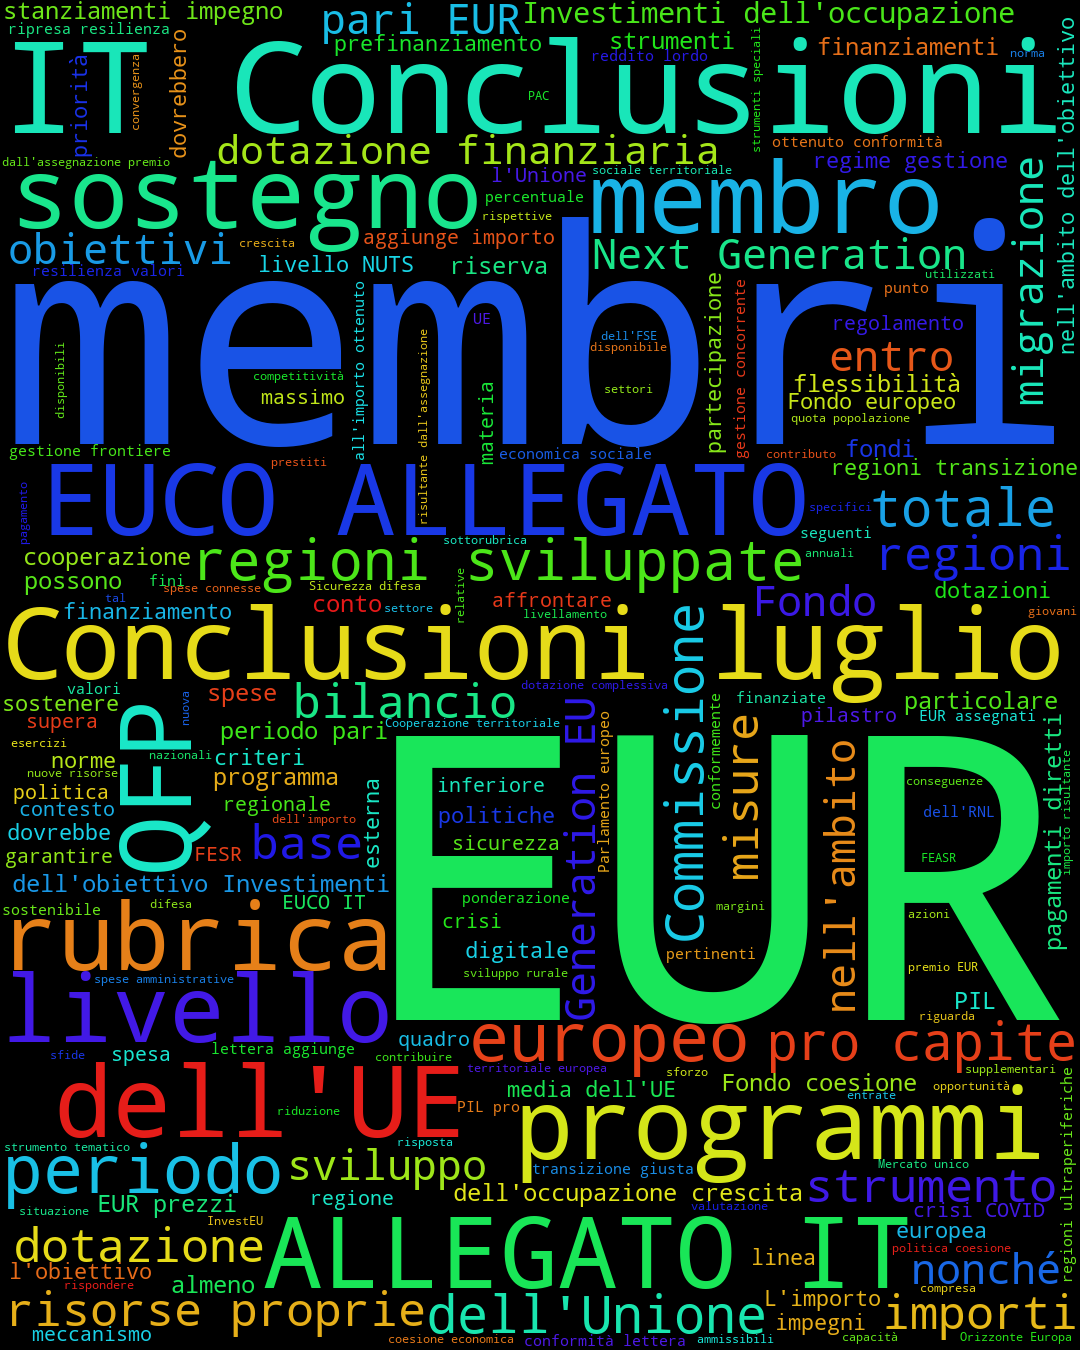 stanziamenti impegno
pari EUR
Investimenti dell'occupazione
ripresa resilienza
prefinanziamento
strumenti
finanziamenti
reddito lordo
norma
IT Conclusioni
priorità
convergenza
dovrebbero
PAC
strumenti speciali
nell'ambito dell'obiettivo
dotazione finanziaria
ottenuto conformità
dall'assegnazione premio
l'Unione
sociale territoriale
regime gestione
sostegno
percentuale
membro
migrazione
rispettive
obiettivi
crescita
aggiunge importo
Next Generation
resilienza valori
livello NUTS
riserva
utilizzati
membri
punto
UE
dell'FSE
disponibile
regolamento
entro
disponibili
competitività
massimo
all'importo ottenuto
risultante dall'assegnazione
materia
settori
partecipazione
gestione concorrente
flessibilità
Fondo europeo
quota popolazione
gestione frontiere
prestiti
economica sociale
contributo
fondi
regioni transizione
pagamento
EUCO ALLEGATO
specifici
totale
cooperazione
regioni sviluppate
sottorubrica
seguenti
annuali
regioni
possono
fini
spese connesse
Sicurezza difesa
relative
affrontare
dotazioni
tal
finanziamento
conto
settore
livellamento
Fondo
giovani
Conclusioni luglio
Commissione
valori
sostenere
supera
nuova
spese
bilancio
dotazione complessiva
finanziate
particolare
pilastro
EUR assegnati
esercizi
QFP
periodo pari
Cooperazione territoriale
Generation EU
Parlamento europeo
conformemente
misure
norme
nazionali
criteri
nuove risorse
programma
politica
regionale
contesto
dell'importo
dovrebbe
FESR
base
esterna
garantire
EUR
inferiore
politiche
sicurezza
nell'ambito
conseguenze
dell'RNL
FEASR
pagamenti diretti
importo risultante
dell'obiettivo Investimenti
sostenibile
difesa
EUCO IT
ponderazione
crisi
margini
azioni
rubrica
digitale
pertinenti
premio EUR
spese amministrative
sviluppo rurale
PIL
livello
riguarda
sfide
spesa
lettera aggiunge
quadro
contribuire
europeo
pro capite
territoriale europea
sforzo
supplementari
dell'UE
riduzione
PIL pro
media dell'UE
Fondo coesione
opportunità
entrate
programmi
regioni ultraperiferiche
strumento tematico
risposta
periodo
sviluppo
transizione giusta
Mercato unico
situazione
EUR prezzi
regione
dell'occupazione crescita
valutazione
strumento
crisi COVID
InvestEU
dotazione
ALLEGATO IT
europea
politica coesione
linea
nonché
l'obiettivo
rispondere
almeno
compresa
risorse proprie
dell'Unione
L'importo
impegni
importi
meccanismo
coesione economica
conformità lettera
ammissibili
capacità
Orizzonte Europa